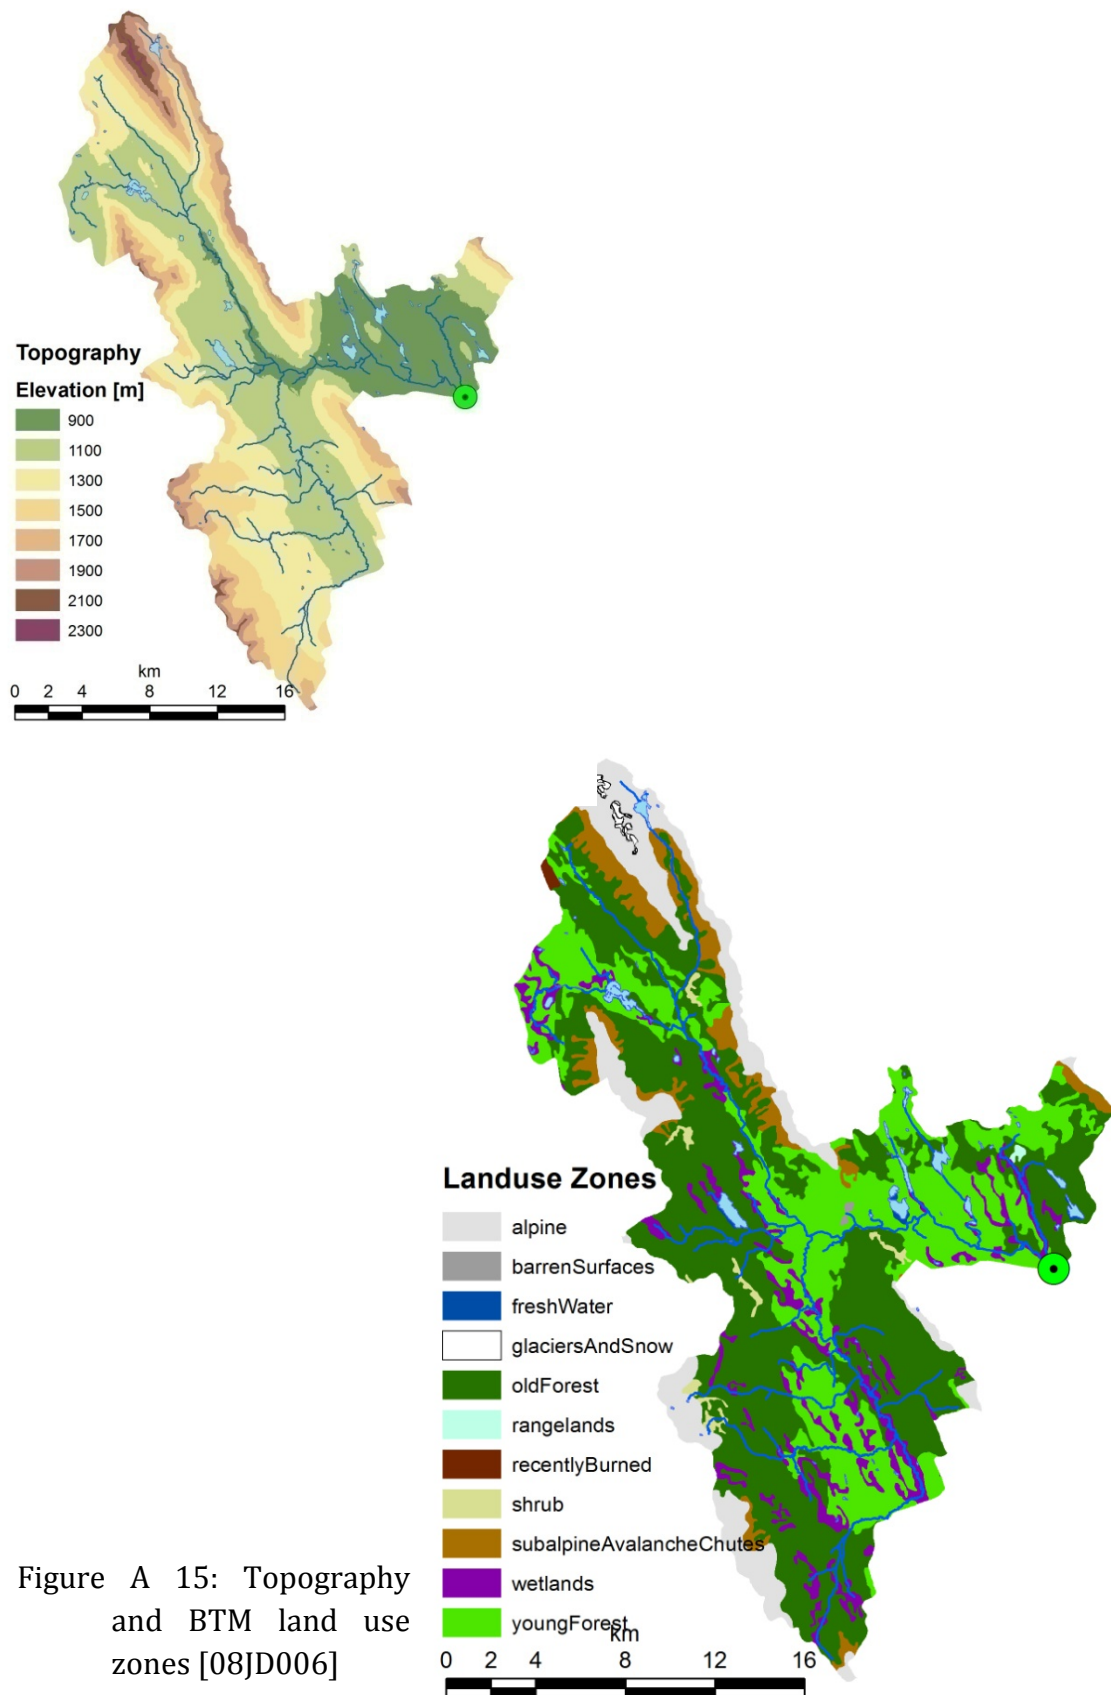 Topography
Elevation [m]
900
1100
1300
1500
1700
1900
2100
2300
km
0 2 4 8 12 16
Landuse Zones
alpine
barrenSurfaces
freshWater
glaciersAndSnow
oldForest
rangelands
recentlyBurned
shrub
subalpineAvalancheChutes
wetlands
youngForest
km
0 2 4 8 12 16
Figure A 15: Topography
and BTM land use
zones [08JD006]